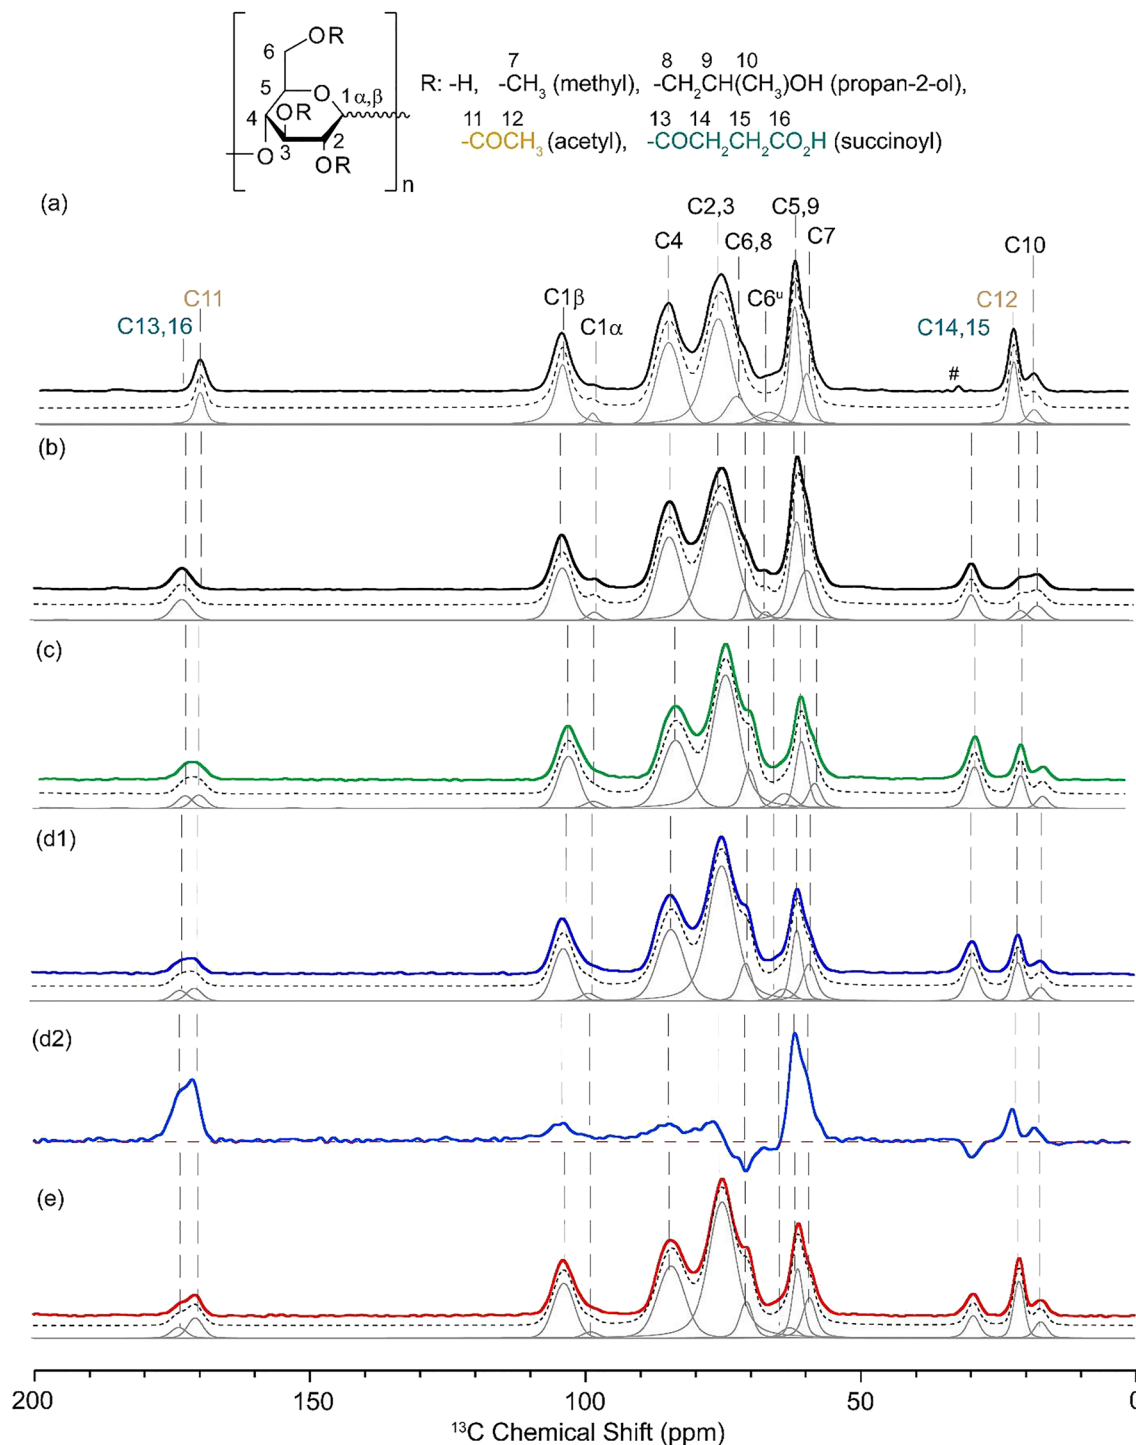 OR
6
7
8 9 10
5
O
1 α,β
R: -H, -CH₃ (methyl), -CH₂CH(CH₃)OH (propan-2-ol),
4
OR
3
2
O
OR
n
11 12
13 14 15 16
-COCH₃ (acetyl), -COCH₂CH₂CO₂H (succinoyl)
(a)
C2,3
C5,9
C4
C6,8
C7
C10
C11
C1β
C6ᵘ
C12
C13,16
C1α
C14,15
#
(b)
(c)
(d1)
(d2)
(e)
200
150
100
50
0
¹³C Chemical Shift (ppm)